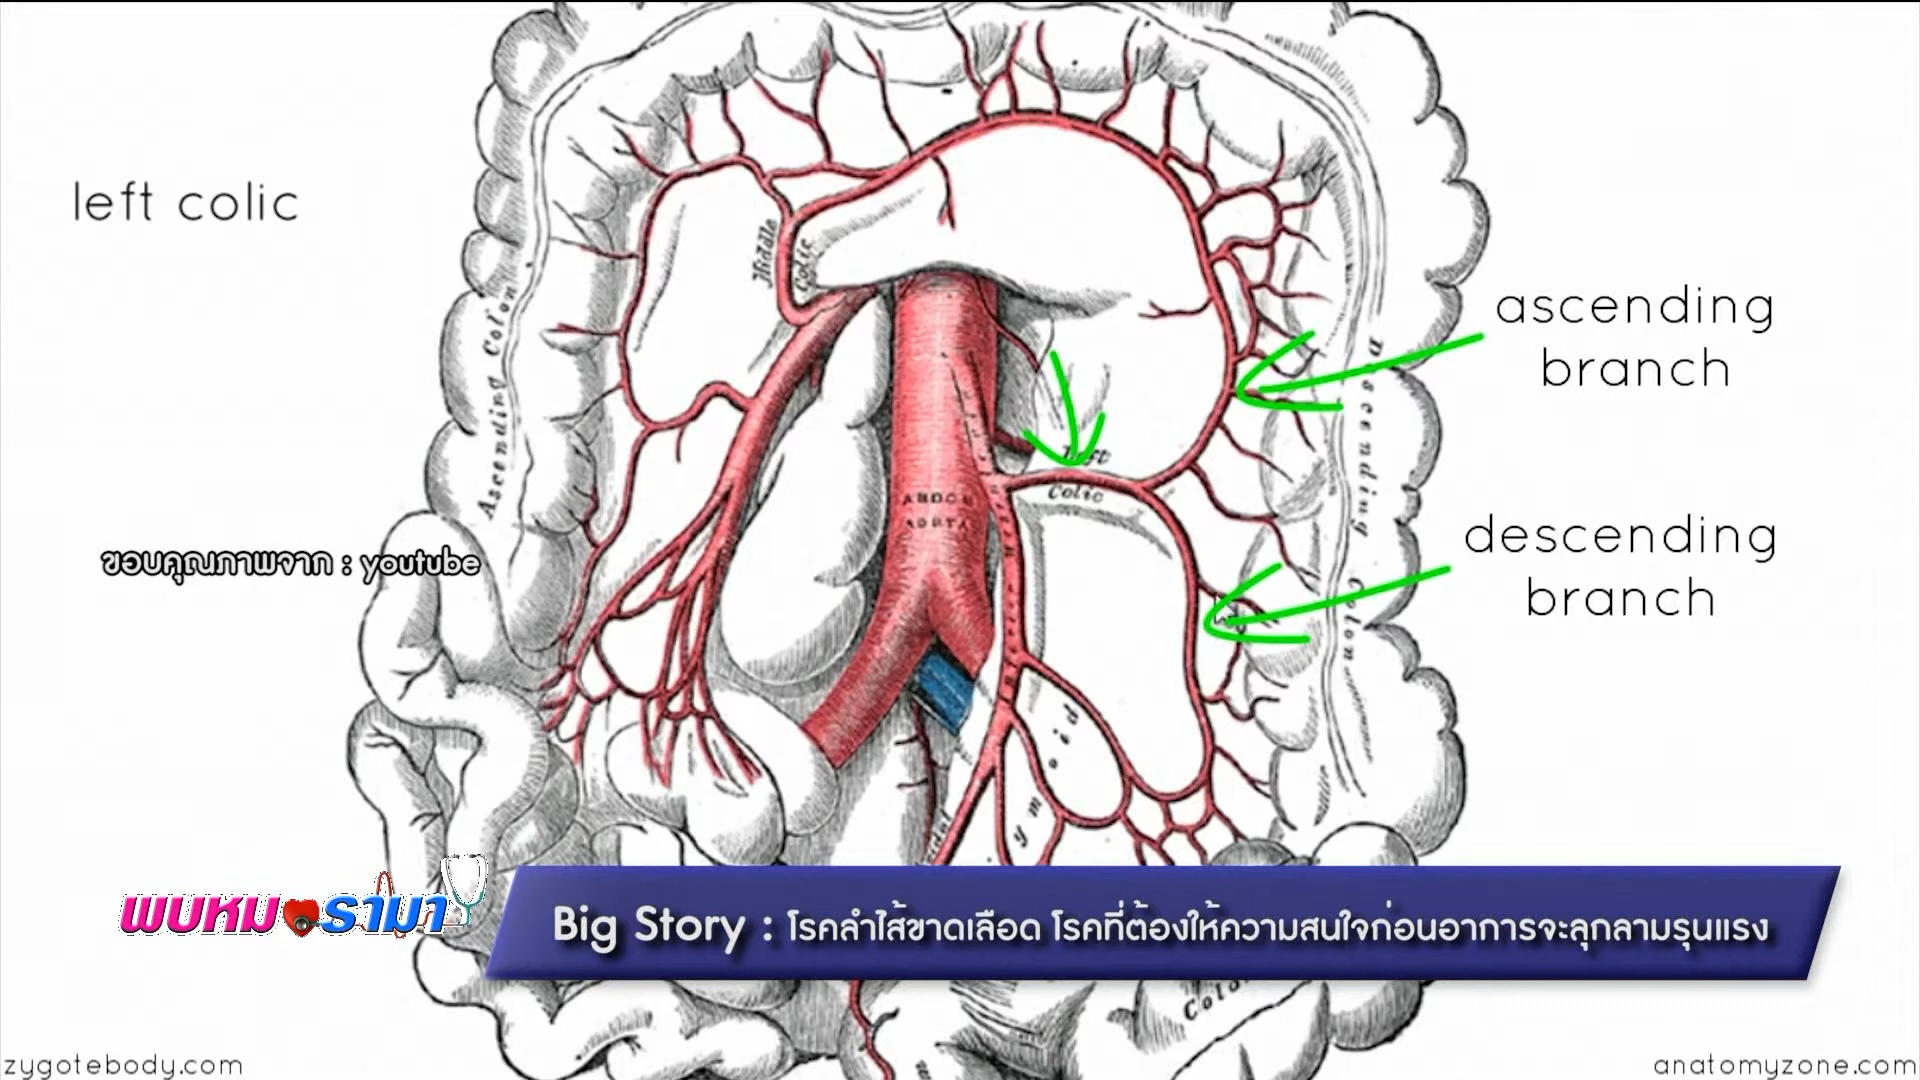 left colic
Middle
Colic
ascending
branch
Ascending Colon
Descending
Left
Colic
descending
branch
ขอบคุณภาพจาก : youtube
Colon
พบหมอรามา
Big Story : โรคลำไส้ขาดเลือด โรคที่ต้องให้ความสนใจก่อนอาการจะลุกลามรุนแรง
zygotebody.com
anatomyzone.com